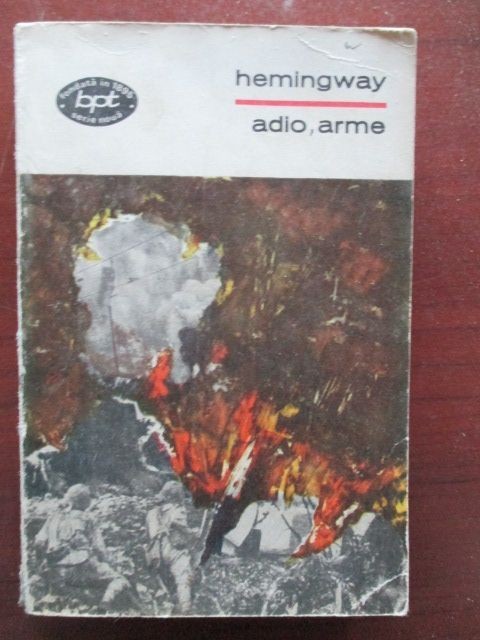 fondată în 1895
bpt
serie nouă
hemingway
adio, arme